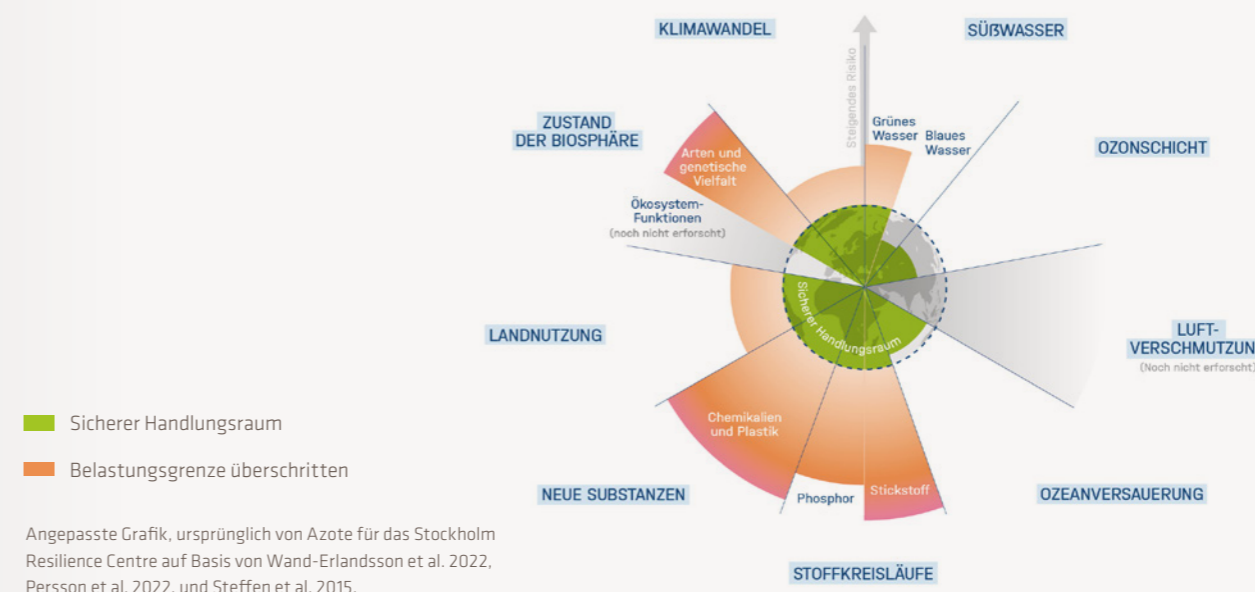 KLIMAWANDEL
SÜẞWASSER
Steigendes Risiko
ZUSTAND
DER BIOSPHÄRE
Grünes
Wasser
Blaues
Wasser
OZONSCHICHT
Arten und
genetische
Vielfalt
Ökosystem-
Funktionen
(noch nicht erforscht)
Sicherer Handlungsraum
LANDNUTZUNG
LUFT-
VERSCHMUTZUN
(Noch nicht erforscht)
Chemikalien
und Plastik
Sicherer Handlungsraum
Belastungsgrenze überschritten
NEUE SUBSTANZEN
Phosphor
Stickstoff
OZEANVERSAUERUNG
Angepasste Grafik, ursprünglich von Azote für das Stockholm
Resilience Centre auf Basis von Wand-Erlandsson et al. 2022,
Persson et al. 2022, und Steffen et al. 2015.
STOFFKREISLÄUFE